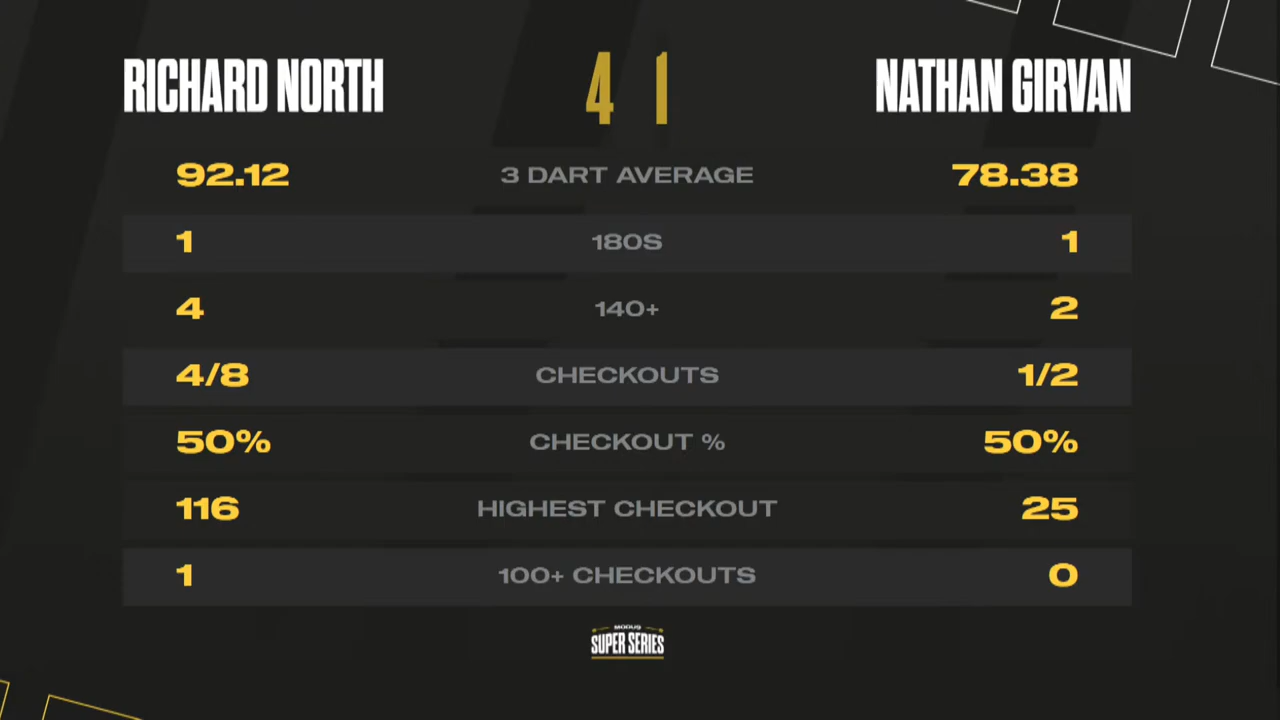 RICHARD NORTH 4 1 NATHAN GIRVAN
92.12 3 DART AVERAGE 78.38
1 180S 1
4 140+ 2
4/8 CHECKOUTS 1/2
50% CHECKOUT % 50%
116 HIGHEST CHECKOUT 25
1 100+ CHECKOUTS 0
MODUS
SUPER SERIES